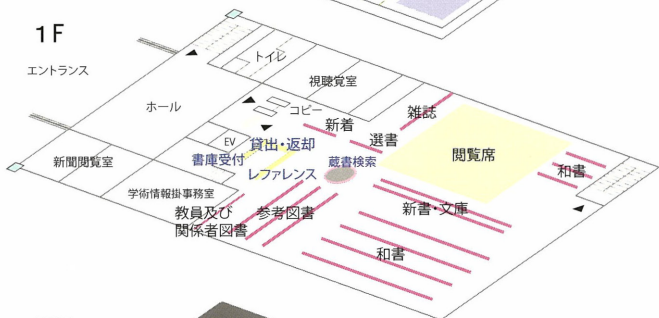 1F
エントランス
トイレ
視聴覚室
ホール
コピー
雑誌
新着
選書
EV
貸出・返却
閲覧席
新聞閲覧室
書庫受付
蔵書検索
和書
レファレンス
学術情報掛事務室
教員及び
関係者図書
参考図書
新書・文庫
和書